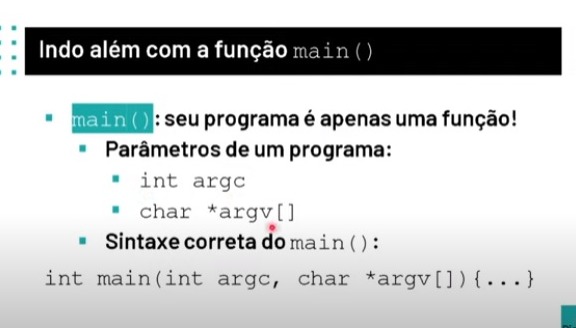 Indo além com a função main()
main(): seu programa é apenas uma função!
Parâmetros de um programa:
int argc
char *argv[]
Sintaxe correta do main():
int main(int argc, char *argv[]){...}